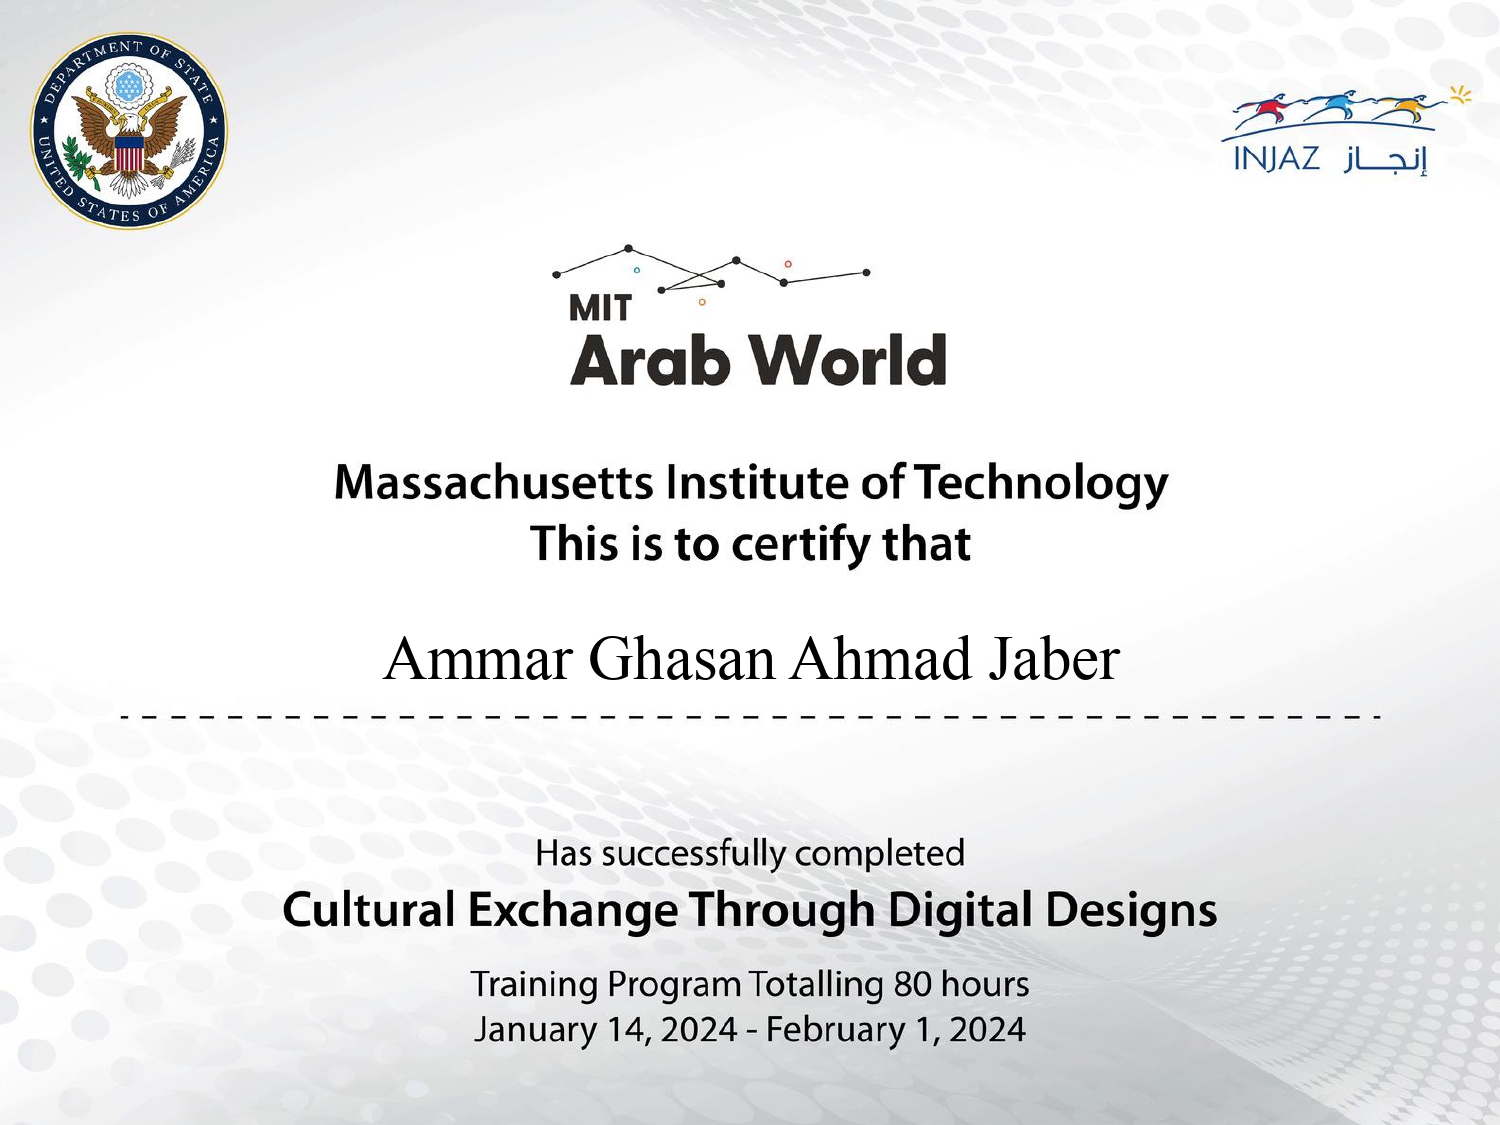 DEPARTMENT OF STATE
UNITED STATES OF AMERICA
INJAZ إنجـــاز
MIT
Arab World
Massachusetts Institute of Technology
This is to certify that
Ammar Ghasan Ahmad Jaber
Has successfully completed
Cultural Exchange Through Digital Designs
Training Program Totalling 80 hours
January 14, 2024 - February 1, 2024